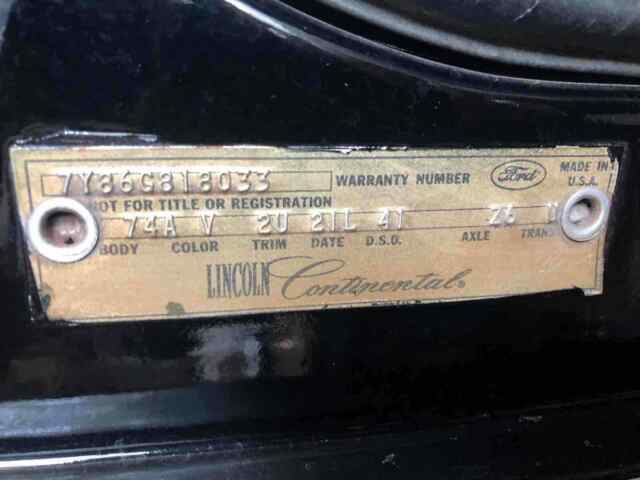 7Y86G818033 WARRANTY NUMBER Ford MADE IN U.S.A.
NOT FOR TITLE OR REGISTRATION
74A V 2U 21L 41 Z6 U
BODY COLOR TRIM DATE D.S.O. AXLE TRANS
LINCOLN Continental